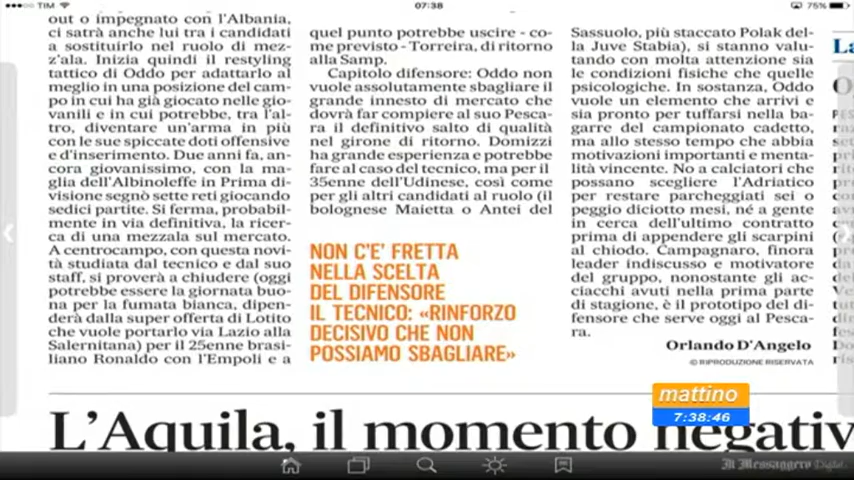 TIM
07:38
75%
out o impegnato con l'Albania,
ci satrà anche lui tra i candidati
a sostituirlo nel ruolo di mez-
z'ala. Inizia quindi il restyling
tattico di Oddo per adattarlo al
meglio in una posizione del cam-
po in cui ha già giocato nelle gio-
vanili e in cui potrebbe, tra l'al-
tro, diventare un'arma in più
con le sue spiccate doti offensive
e d'inserimento. Due anni fa, an-
cora giovanissimo, con la ma-
glia dell'Albinoleffe in Prima di-
visione segnò sette reti giocando
sedici partite. Si ferma, probabil-
mente in via definitiva, la ricer-
ca di una mezzala sul mercato.
A centrocampo, con questa novi-
tà studiata dal tecnico e dal suo
staff, si proverà a chiudere (oggi
potrebbe essere la giornata buo-
na per la fumata bianca, dipen-
derà dalla super offerta di Lotito
che vuole portarlo via Lazio alla
Salernitana) per il 25enne brasi-
liano Ronaldo con l'Empoli e a
quel punto potrebbe uscire - co-
me previsto - Torreira, di ritorno
alla Samp.
Capitolo difensore: Oddo non
vuole assolutamente sbagliare il
grande innesto di mercato che
dovrà far compiere al suo Pesca-
ra il definitivo salto di qualità
nel girone di ritorno. Domizzi
ha grande esperienza e potrebbe
fare al caso del tecnico, ma per il
35enne dell'Udinese, così come
per gli altri candidati al ruolo (il
bolognese Maietta o Antei del
NON C'E' FRETTA
NELLA SCELTA
DEL DIFENSORE
IL TECNICO: «RINFORZO
DECISIVO CHE NON
POSSIAMO SBAGLIARE»
Sassuolo, più staccato Polak del-
la Juve Stabia), si stanno valu-
tando con molta attenzione sia
le condizioni fisiche che quelle
psicologiche. In sostanza, Oddo
vuole un elemento che arrivi e
sia pronto per tuffarsi nella ba-
garre del campionato cadetto,
ma allo stesso tempo che abbia
motivazioni importanti e menta-
lità vincente. No a calciatori che
possano scegliere l'Adriatico
per restare parcheggiati sei o
peggio diciotto mesi, né a gente
in cerca dell'ultimo contratto
prima di appendere gli scarpini
al chiodo. Campagnaro, finora
leader indiscusso e motivatore
del gruppo, nonostante gli ac-
ciacchi avuti nella prima parte
di stagione, è il prototipo del di-
fensore che serve oggi al Pesca-
ra.
Orlando D'Angelo
© RIPRODUZIONE RISERVATA
L'Aquila, il momento negativ
mattino
7:38:46
Il Messaggero Digital